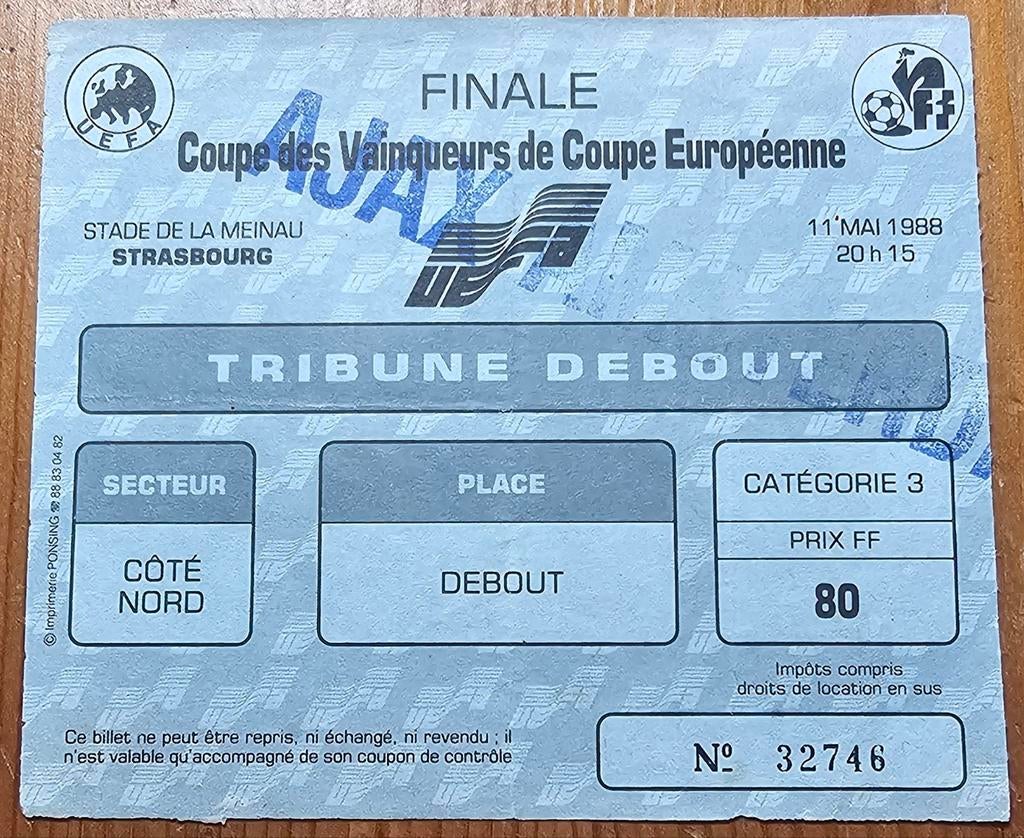 UEFA
FINALE
FFF
Coupe des Vainqueurs de Coupe Européenne
AJAX
STADE DE LA MEINAU
STRASBOURG
uefa
11 MAI 1988
20 h 15
TRIBUNE DEBOUT
SECTEUR
CÔTÉ
NORD
PLACE
DEBOUT
CATÉGORIE 3
PRIX FF
80
Impôts compris
droits de location en sus
© Imprimerie PONSING ☎ 88 83 04 82
Ce billet ne peut être repris, ni échangé, ni revendu ; il
n'est valable qu'accompagné de son coupon de contrôle
Nº 32746